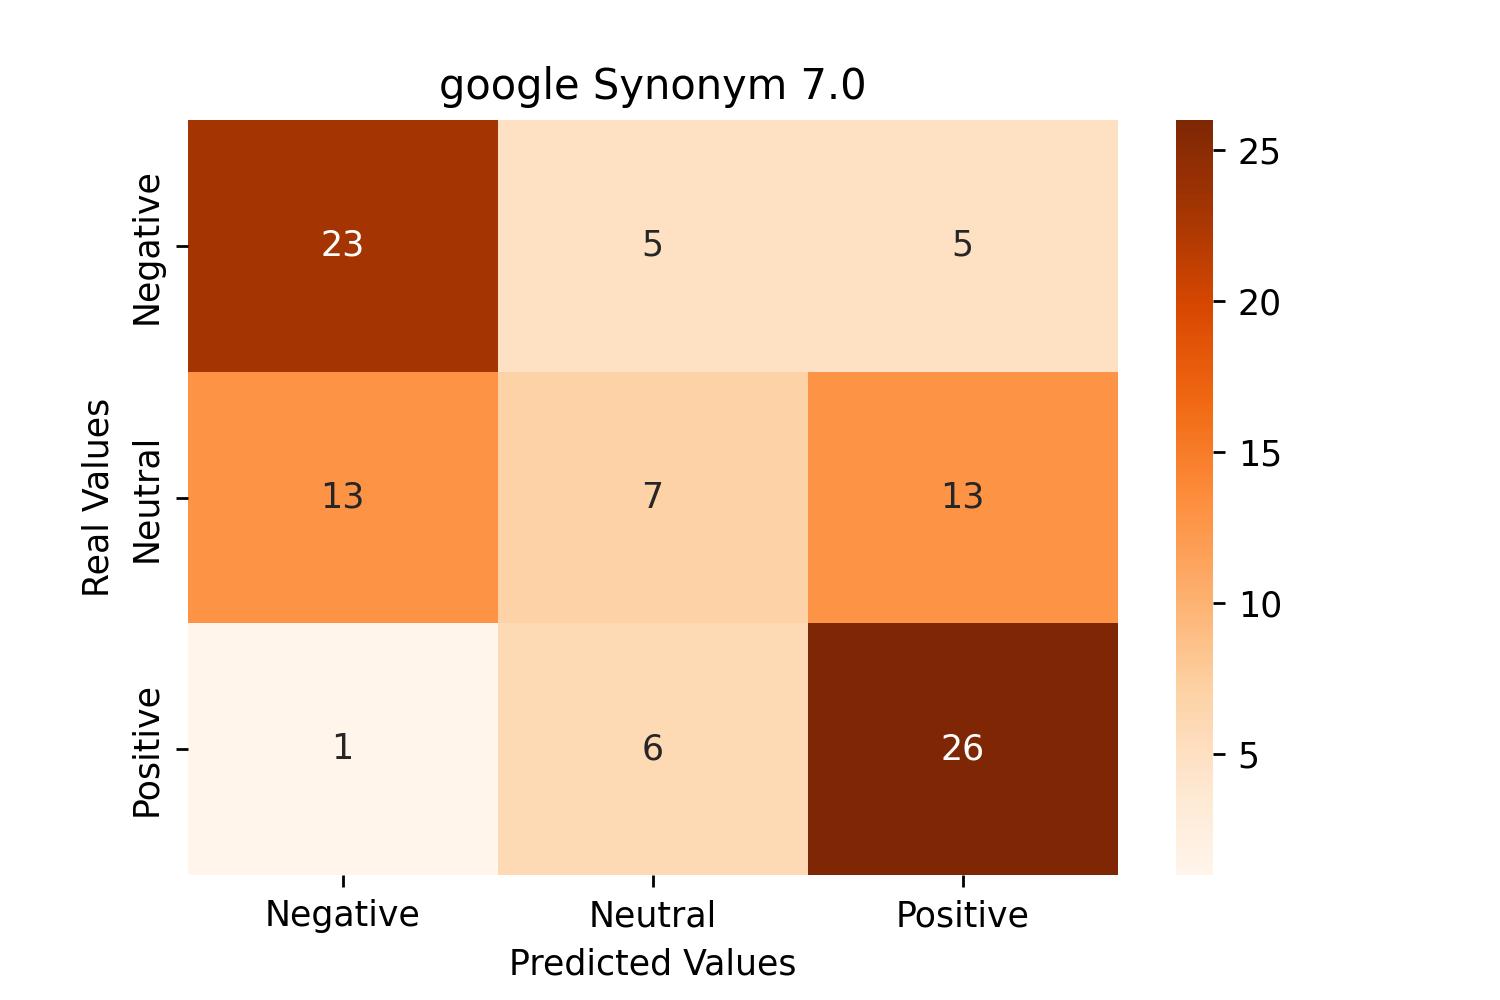 google Synonym 7.0
Real Values
Negative
23 5 5
Neutral
13 7 13
Positive
1 6 26
Negative Neutral Positive
Predicted Values
25
20
15
10
5